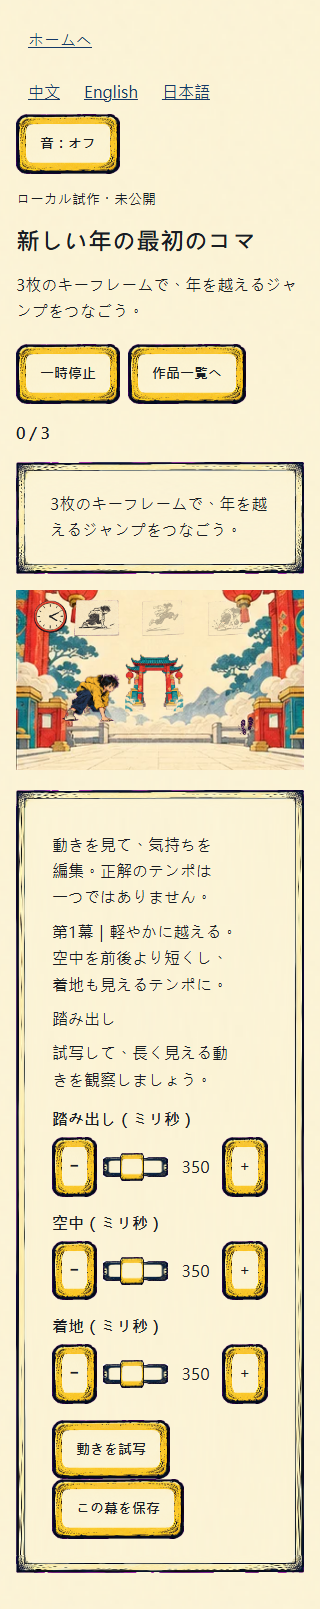 ホームへ
中文 English 日本語
音：オフ
ローカル試作・未公開
新しい年の最初のコマ
3枚のキーフレームで、年を越えるジャ
ンプをつなごう。
一時停止 作品一覧へ
0 / 3
3枚のキーフレームで、年を越
えるジャンプをつなごう。
動きを見て、気持ちを
編集。正解のテンポは
一つではありません。
第1幕｜軽やかに越える。
空中を前後より短くし、
着地も見えるテンポに。
踏み出し
試写して、長く見える動
きを観察しましょう。
踏み出し（ミリ秒）
− 350 +
空中（ミリ秒）
− 350 +
着地（ミリ秒）
− 350 +
動きを試写
この幕を保存